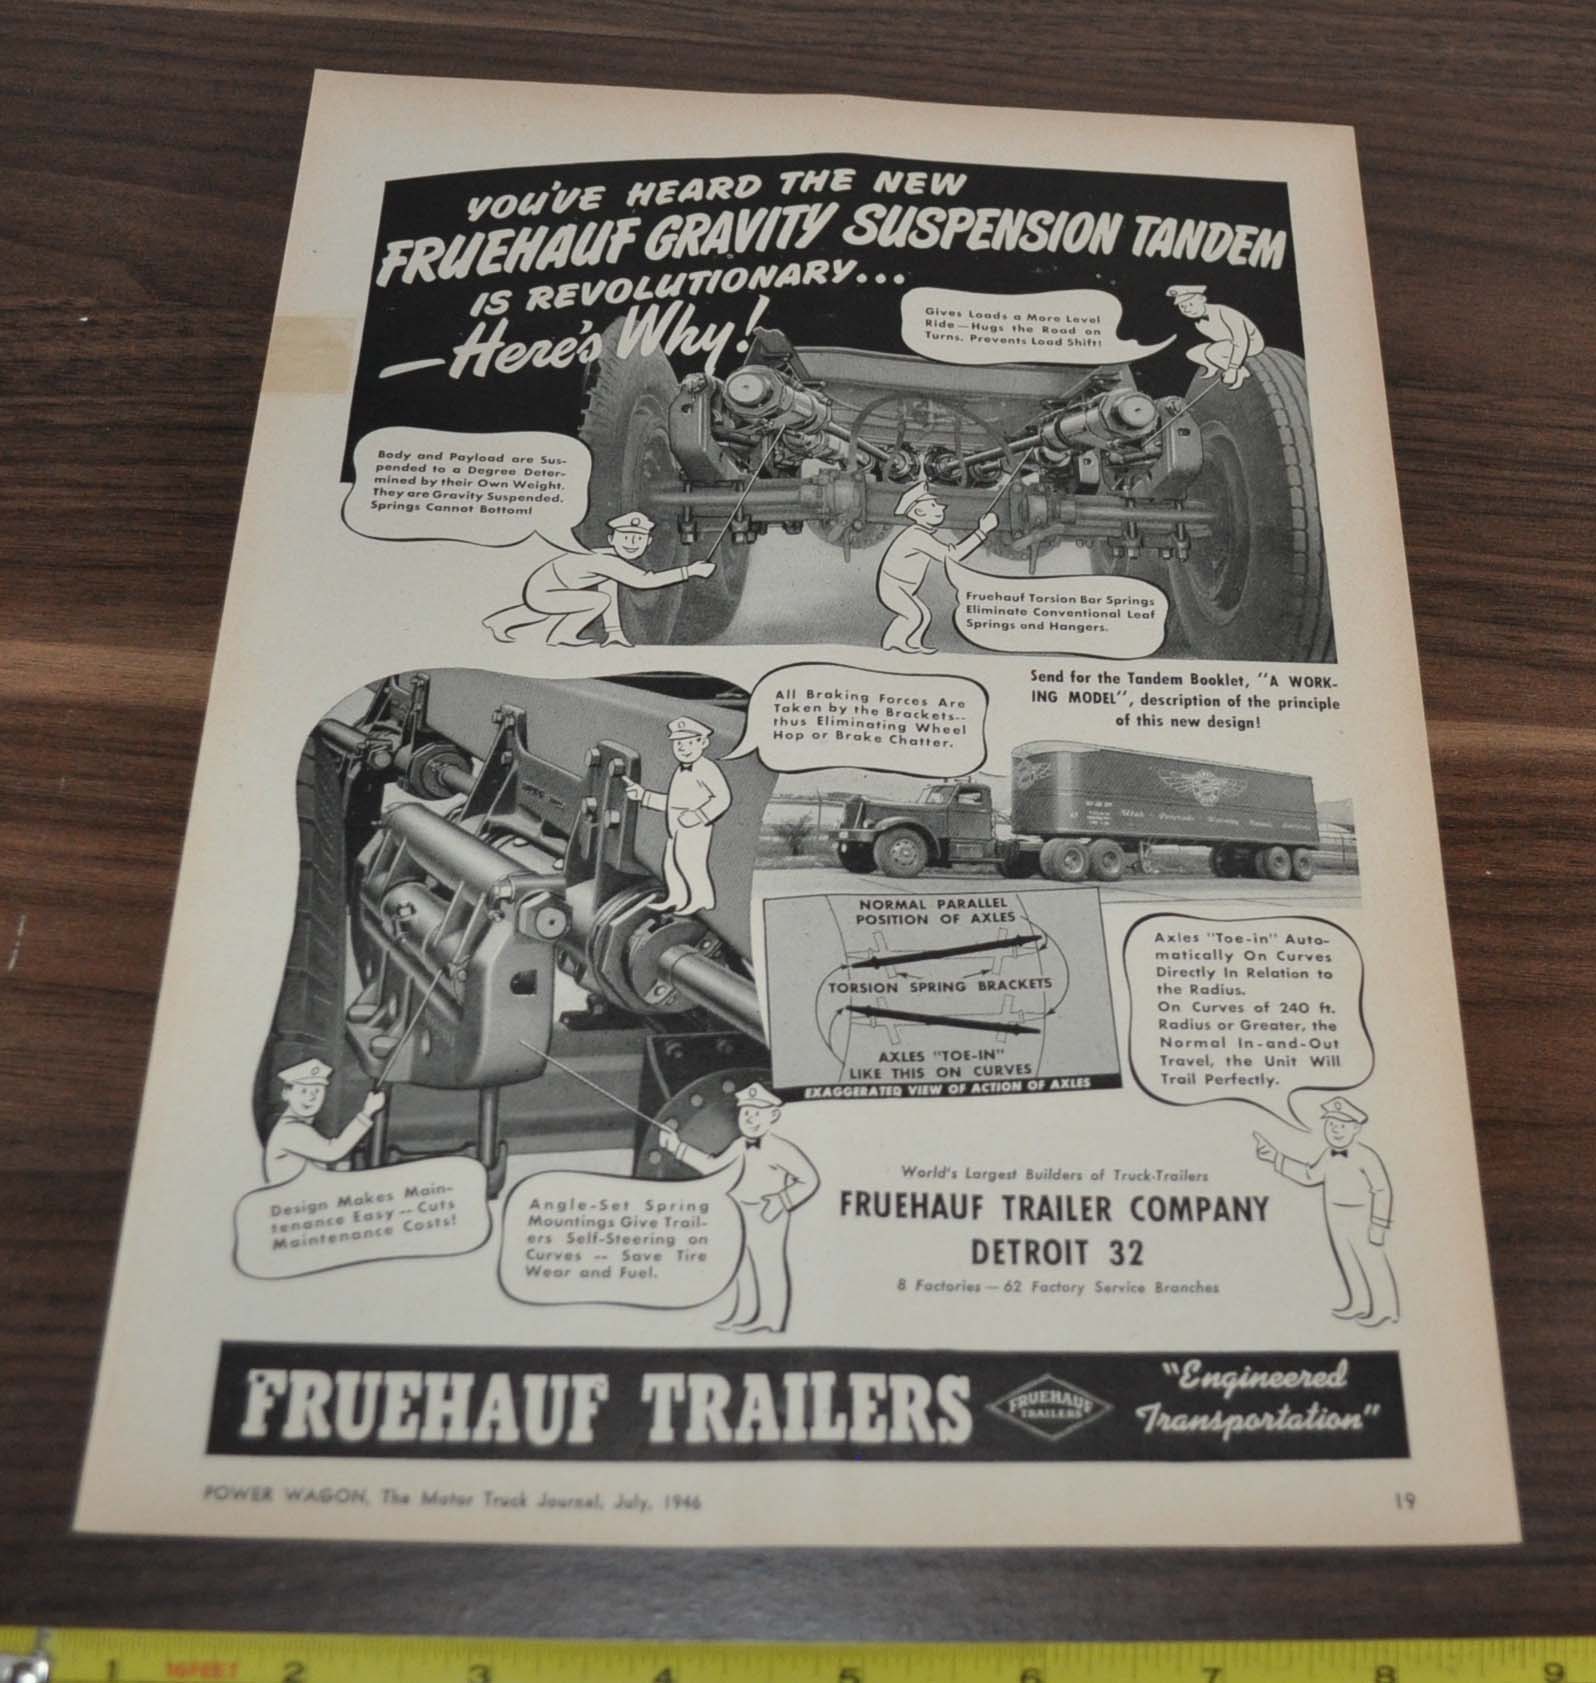 YOU'VE HEARD THE NEW
FRUEHAUF GRAVITY SUSPENSION TANDEM
IS REVOLUTIONARY...
—Here's Why!
Gives Loads a More Level
Ride—Hugs the Road on
Turns. Prevents Load Shift!
Body and Payload are Sus-
pended to a Degree Deter-
mined by their Own Weight.
They are Gravity Suspended.
Springs Cannot Bottom!
Fruehauf Torsion Bar Springs
Eliminate Conventional Leaf
Springs and Hangers.
All Braking Forces Are
Taken by the Brackets--
thus Eliminating Wheel
Hop or Brake Chatter.
Send for the Tandem Booklet, "A WORK-
ING MODEL", description of the principle
of this new design!
NORMAL PARALLEL
POSITION OF AXLES
TORSION SPRING BRACKETS
AXLES "TOE-IN"
LIKE THIS ON CURVES
EXAGGERATED VIEW OF ACTION OF AXLES
Axles "Toe-in" Auto-
matically On Curves
Directly In Relation to
the Radius.
On Curves of 240 ft.
Radius or Greater, the
Normal In-and-Out
Travel, the Unit Will
Trail Perfectly.
Design Makes Main-
tenance Easy -- Cuts
Maintenance Costs!
Angle-Set Spring
Mountings Give Trail-
ers Self-Steering on
Curves -- Save Tire
Wear and Fuel.
World's Largest Builders of Truck-Trailers
FRUEHAUF TRAILER COMPANY
DETROIT 32
8 Factories — 62 Factory Service Branches
FRUEHAUF TRAILERS
FRUEHAUF
TRAILERS
"Engineered
Transportation"
POWER WAGON, The Motor Truck Journal, July, 1946
19
1 10FEET 2 3 4 5 6 7 8 9